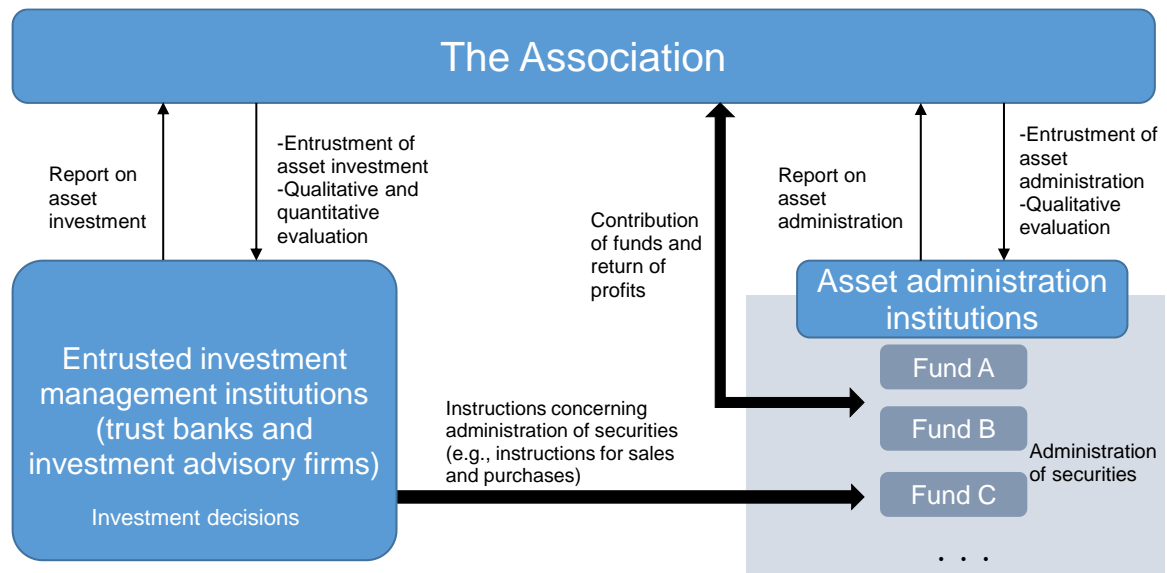 The Association
Report on
asset
investment
-Entrustment of
asset investment
-Qualitative and
quantitative
evaluation
Contribution
of funds and
return of
profits
Report on
asset
administration
-Entrustment of
asset
administration
-Qualitative
evaluation
Entrusted investment
management institutions
(trust banks and
investment advisory firms)
Investment decisions
Instructions concerning
administration of securities
(e.g., instructions for sales
and purchases)
Asset administration
institutions
Fund A
Fund B
Fund C
. . .
Administration
of securities